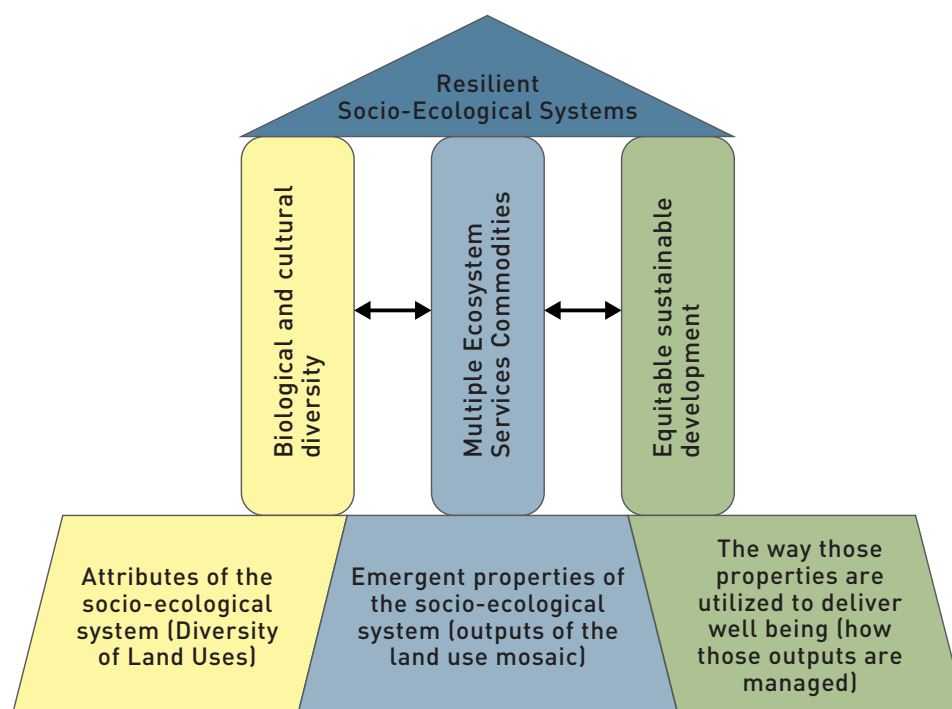 Resilient
Socio-Ecological Systems
Biological and cultural
diversity
Multiple Ecosystem
Services Commodities
Equitable sustainable
development
Attributes of the
socio-ecological
system (Diversity
of Land Uses)
Emergent properties of
the socio-ecological
system (outputs of the
land use mosaic)
The way those
properties are
utilized to deliver
well being (how
those outputs are
managed)